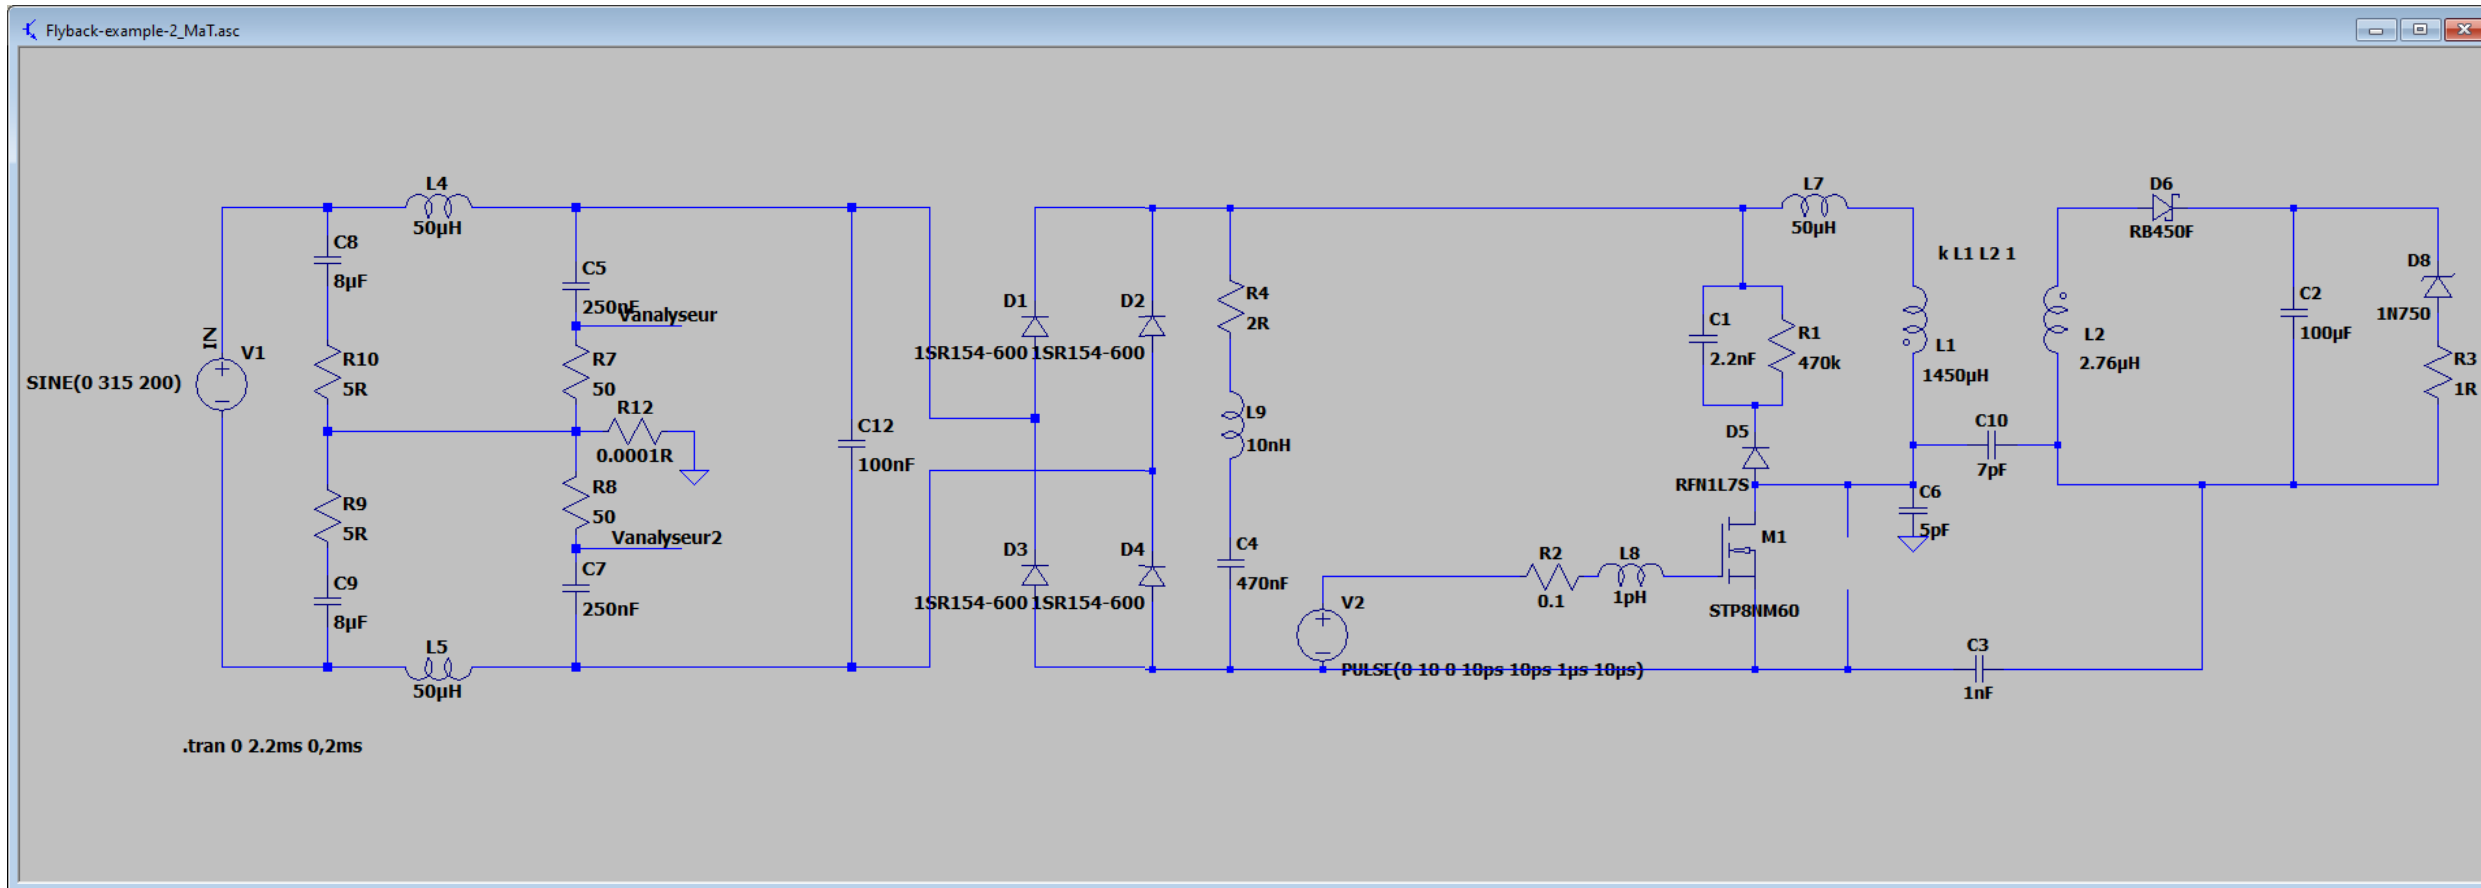 Flyback-example-2_MaT.asc
L4
50µH
C8
8µF
C5
250nF
Vanalyseur
IN
V1
SINE(0 315 200)
R10
5R
R7
50
R12
0.0001R
C12
100nF
R9
5R
R8
50
Vanalyseur2
C9
8µF
C7
250nF
L5
50µH
.tran 0 2.2ms 0,2ms
D1
1SR154-600
D2
1SR154-600
D3
1SR154-600
D4
1SR154-600
R4
2R
L9
10nH
C4
470nF
V2
PULSE(0 10 0 10ps 10ps 1µs 10µs)
R2
0.1
L8
1pH
M1
STP8NM60
D5
RFN1L7S
C1
2.2nF
R1
470k
L7
50µH
k L1 L2 1
L1
1450µH
L2
2.76µH
C10
7pF
C6
5pF
C3
1nF
D6
RB450F
C2
100µF
D8
1N750
R3
1R